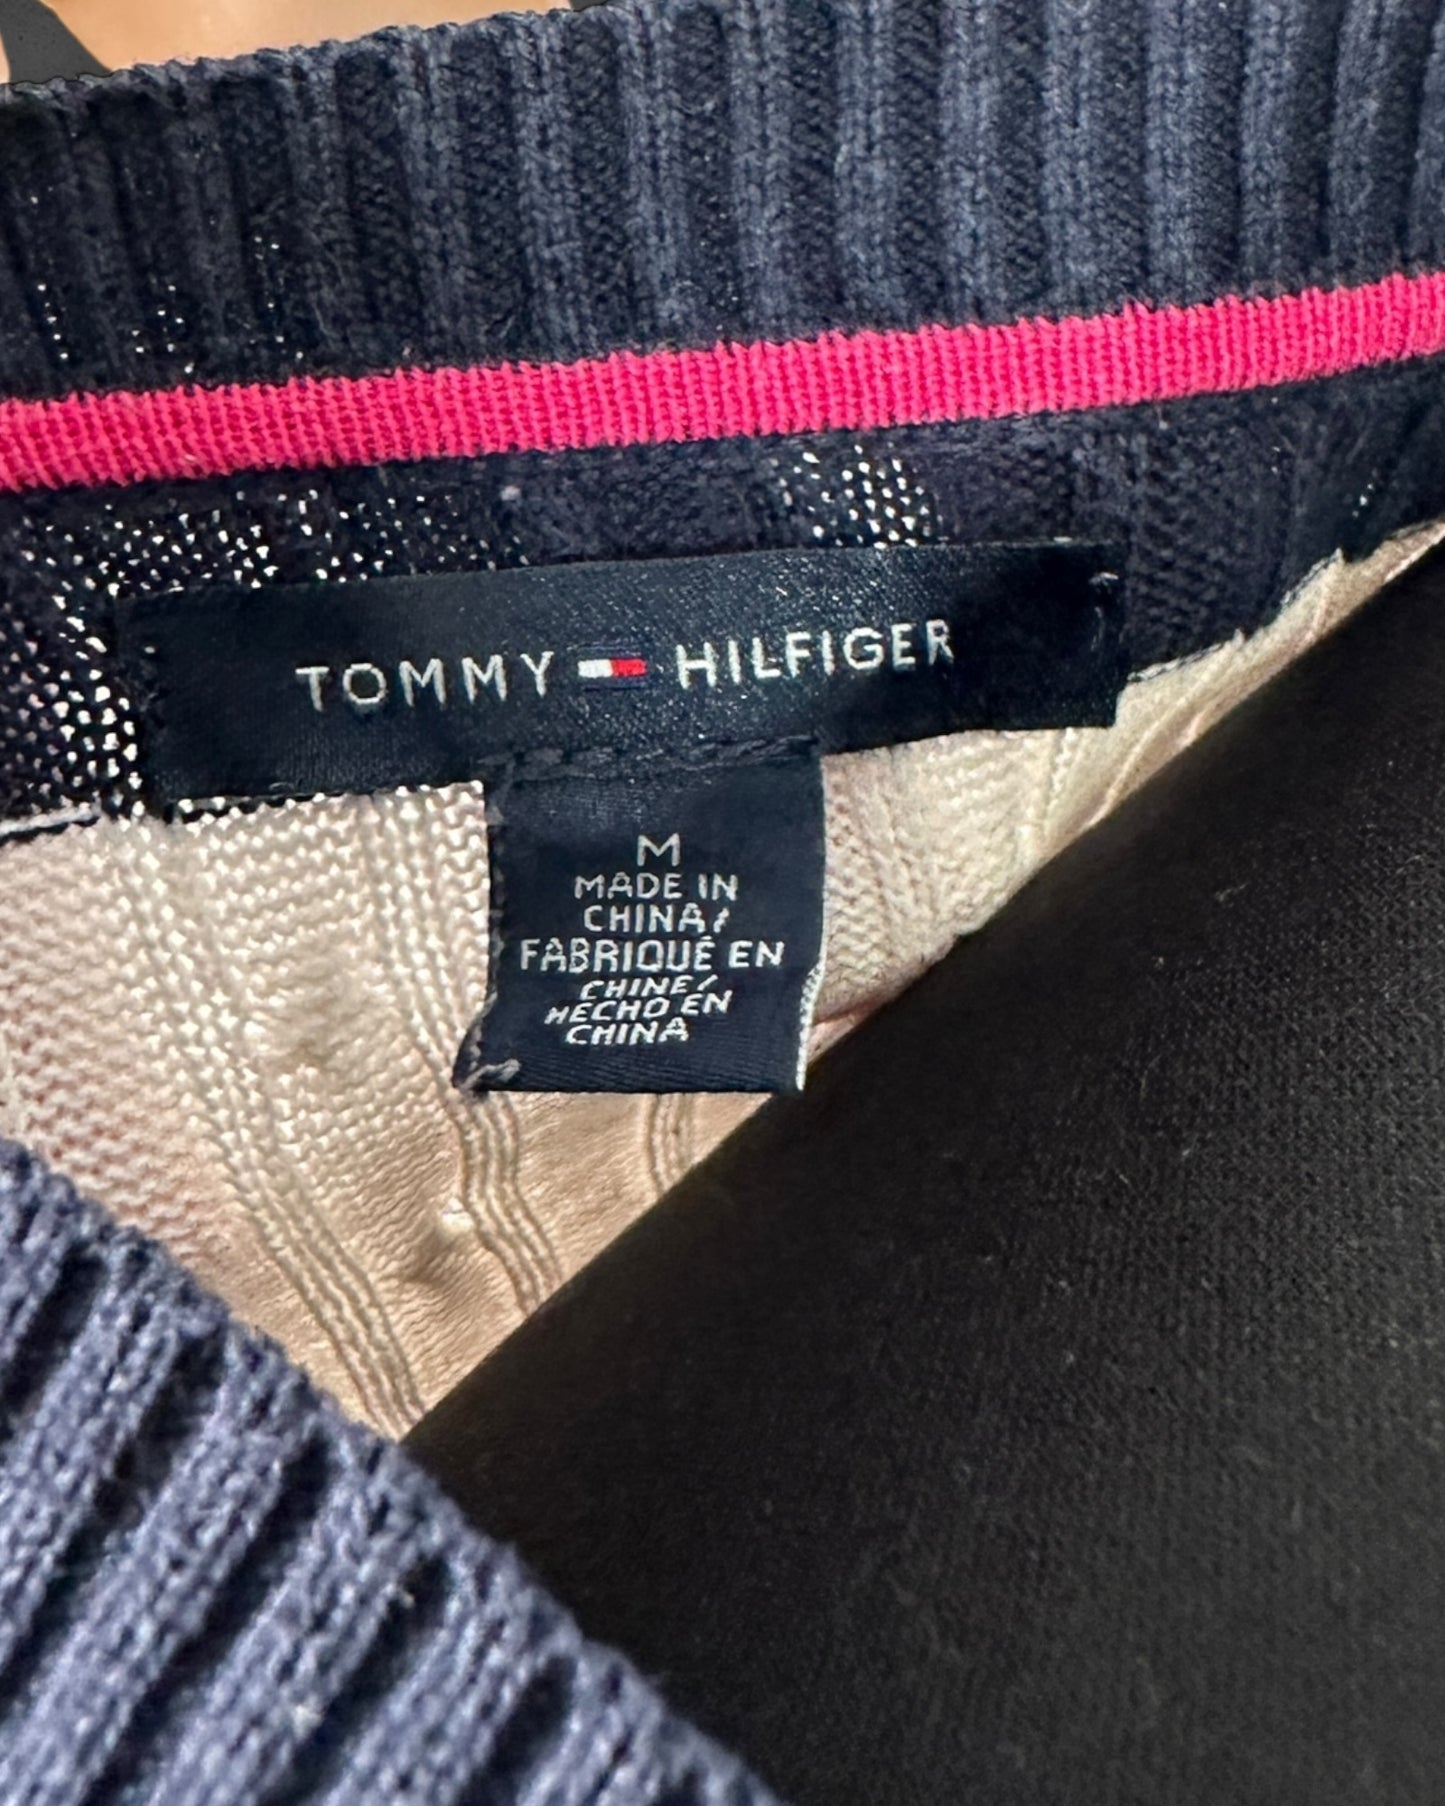 TOMMY HILFIGER
M
MADE IN
CHINA/
FABRIQUÉ EN
CHINE/
HECHO EN
CHINA